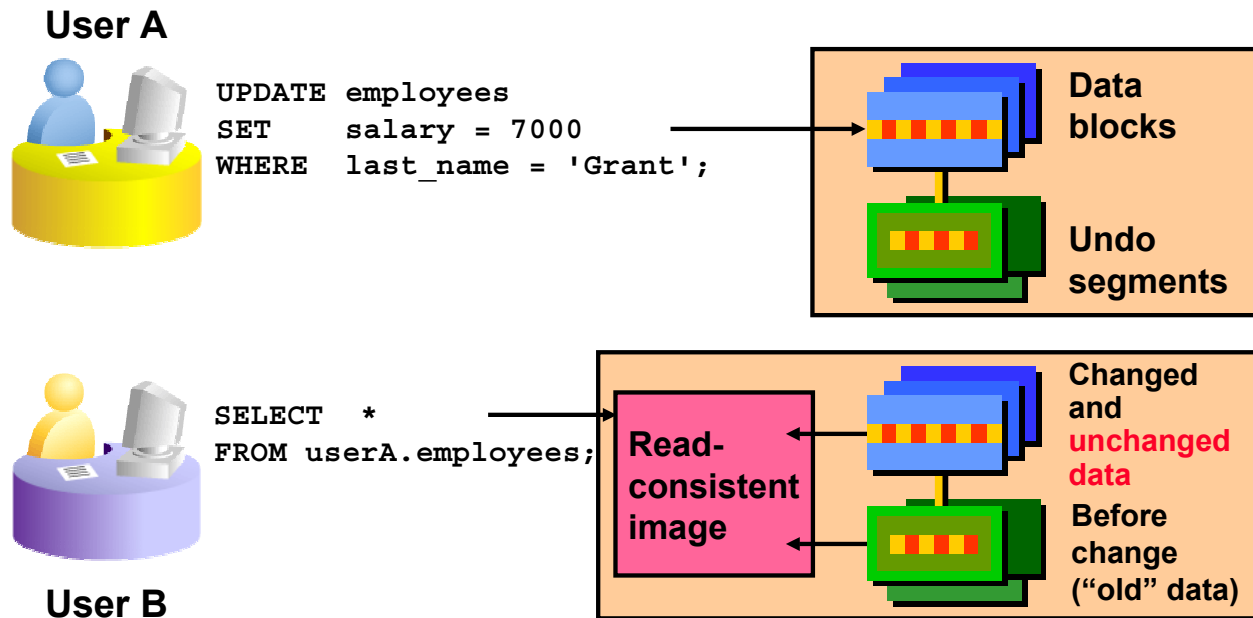 User A
UPDATE employees
SET salary = 7000
WHERE last_name = 'Grant';
Data
blocks
Undo
segments
SELECT *
FROM userA.employees;
Read-
consistent
image
Changed
and
unchanged
data
Before
change
(“old” data)
User B